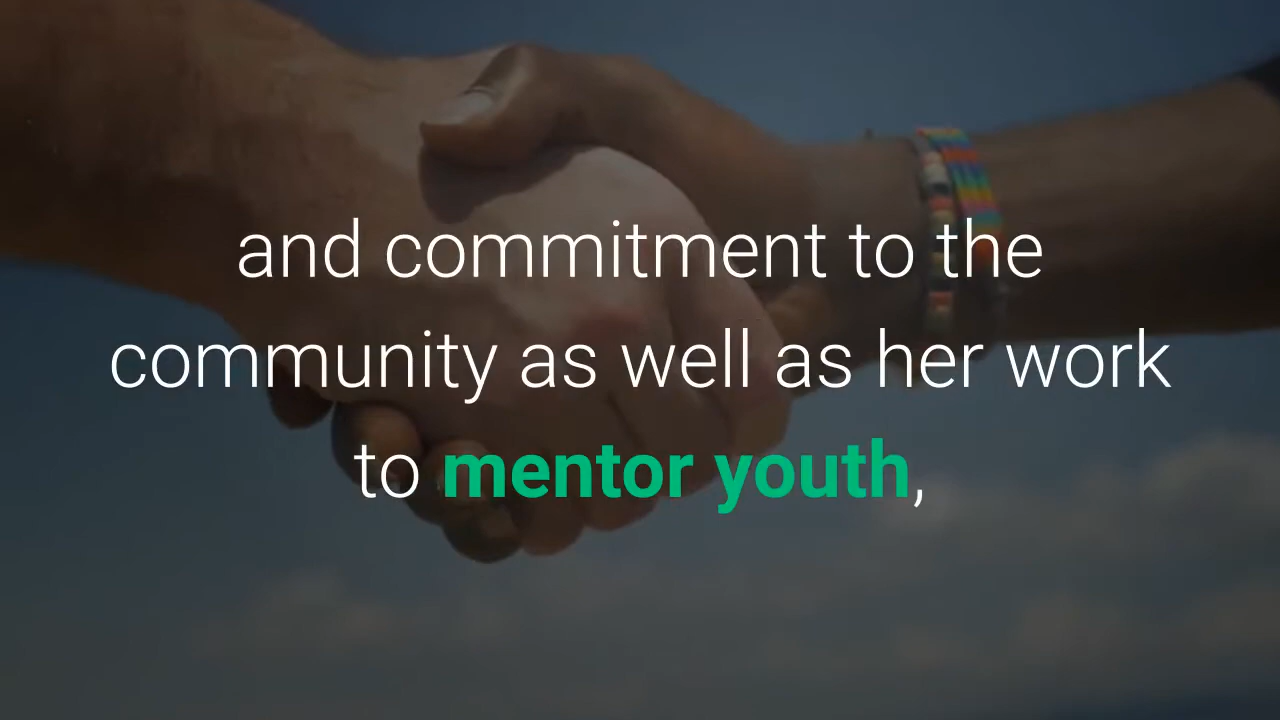 and commitment to the
community as well as her work
to mentor youth,